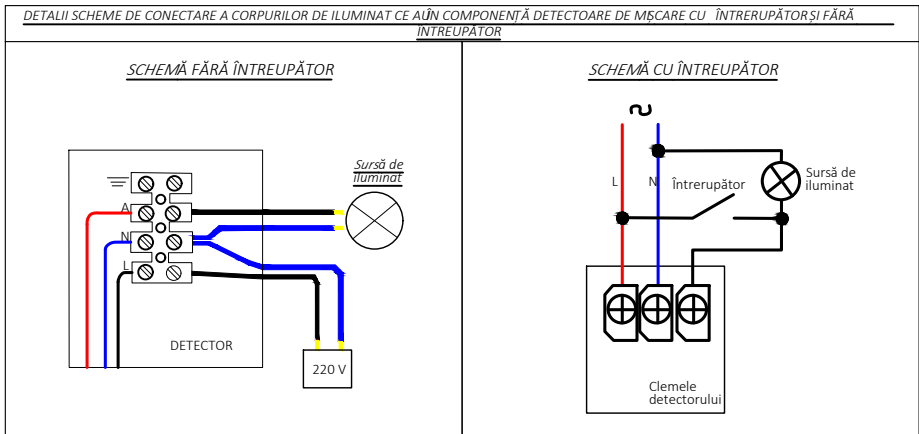 DETALII SCHEME DE CONECTARE A CORPURILOR DE ILUMINAT CE AU ÎN COMPONENȚĂ DETECTOARE DE MIȘCARE CU ÎNTRERUPĂTOR ȘI FĂRĂ
ÎNTREUPĂTOR
SCHEMĂ FĂRĂ ÎNTREUPĂTOR
Sursă de
iluminat
A
N
L
DETECTOR
220 V
SCHEMĂ CU ÎNTREUPĂTOR
L
N
Întrerupător
Sursă de
iluminat
Clemele
detectorului